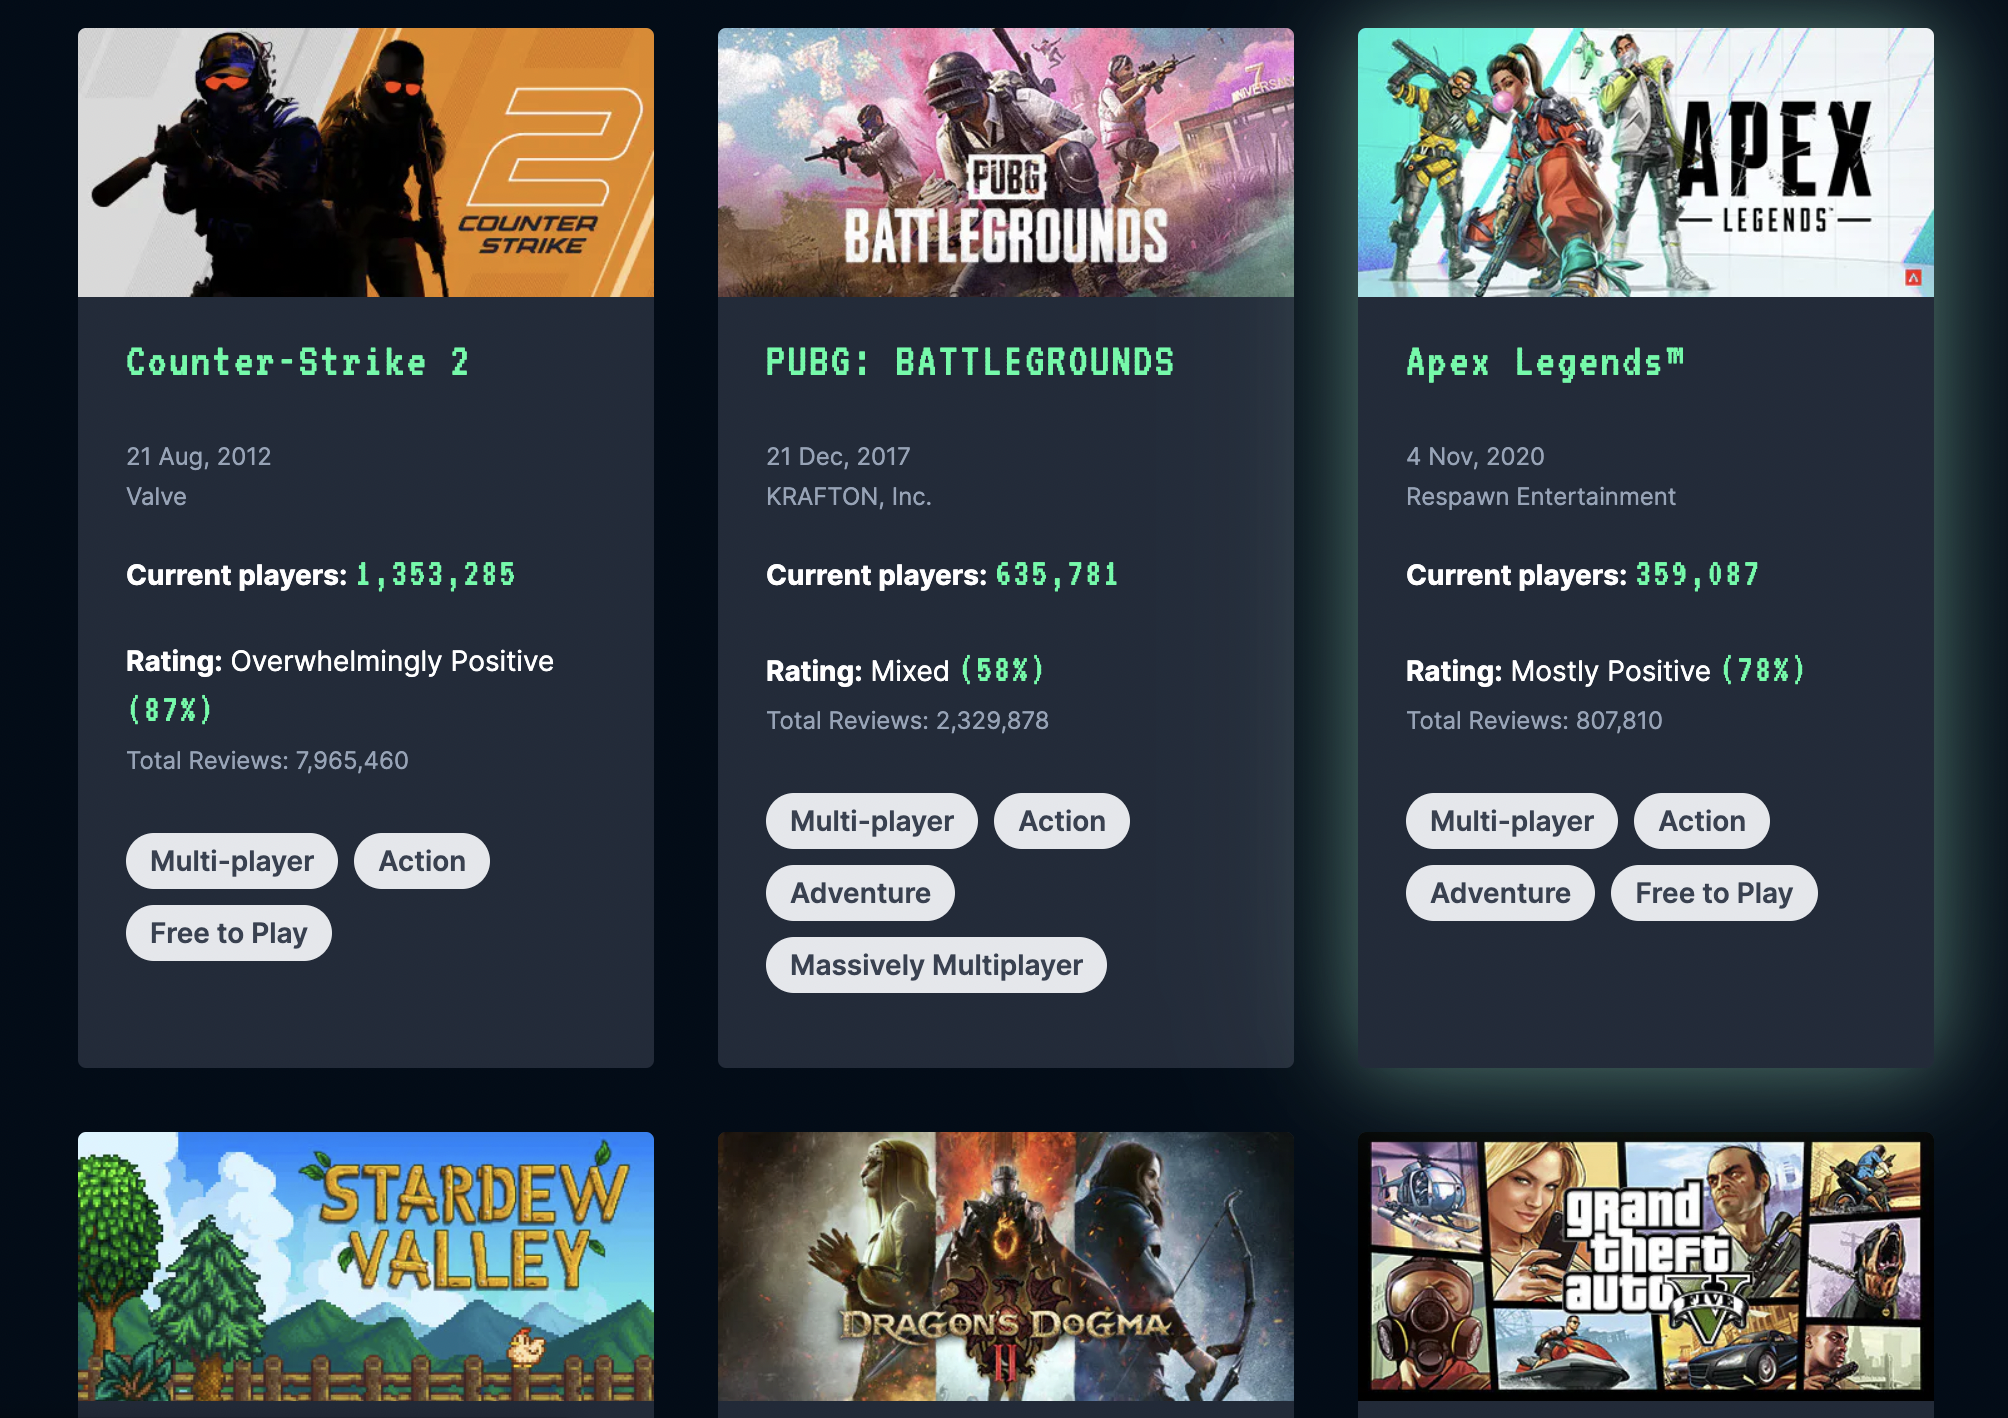 2
COUNTER
STRIKE
7
PUBG
BATTLEGROUNDS
APEX
LEGENDS™
Counter-Strike 2
21 Aug, 2012
Valve
Current players: 1,353,285
Rating: Overwhelmingly Positive
(87%)
Total Reviews: 7,965,460
Multi-player
Action
Free to Play
PUBG: BATTLEGROUNDS
21 Dec, 2017
KRAFTON, Inc.
Current players: 635,781
Rating: Mixed (58%)
Total Reviews: 2,329,878
Multi-player
Action
Adventure
Massively Multiplayer
Apex Legends™
4 Nov, 2020
Respawn Entertainment
Current players: 359,087
Rating: Mostly Positive (78%)
Total Reviews: 807,810
Multi-player
Action
Adventure
Free to Play
STARDEW
VALLEY
DRAGON'S DOGMA
II
grand
theft
auto
V
FIVE